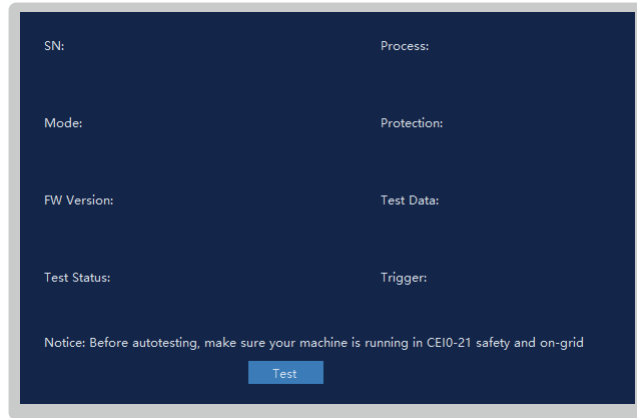 SN: Process:
Mode: Protection:
FW Version: Test Data:
Test Status: Trigger:
Notice: Before autotesting, make sure your machine is running in CEI0-21 safety and on-grid
Test